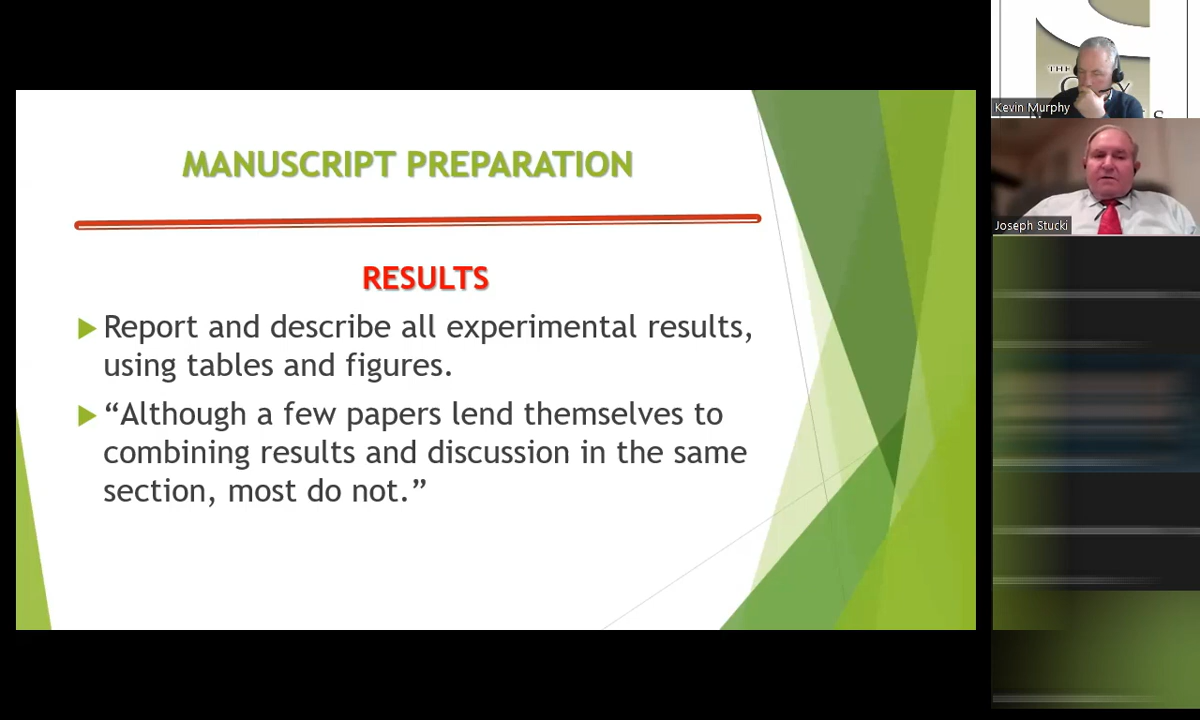 MANUSCRIPT PREPARATION
RESULTS
Report and describe all experimental results,
using tables and figures.
“Although a few papers lend themselves to
combining results and discussion in the same
section, most do not.”
THE
Kevin Murphy
Joseph Stucki